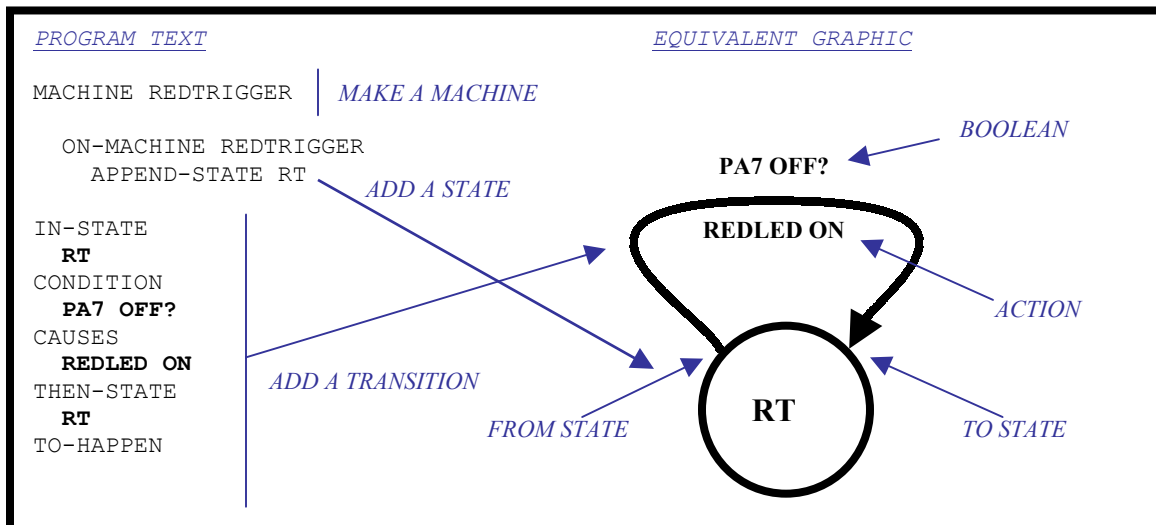 PROGRAM TEXT
EQUIVALENT GRAPHIC
MACHINE REDTRIGGER
MAKE A MACHINE
ON-MACHINE REDTRIGGER
APPEND-STATE RT
ADD A STATE
IN-STATE
RT
CONDITION
PA7 OFF?
CAUSES
REDLED ON
THEN-STATE
RT
TO-HAPPEN
ADD A TRANSITION
BOOLEAN
PA7 OFF?
REDLED ON
ACTION
FROM STATE
RT
TO STATE